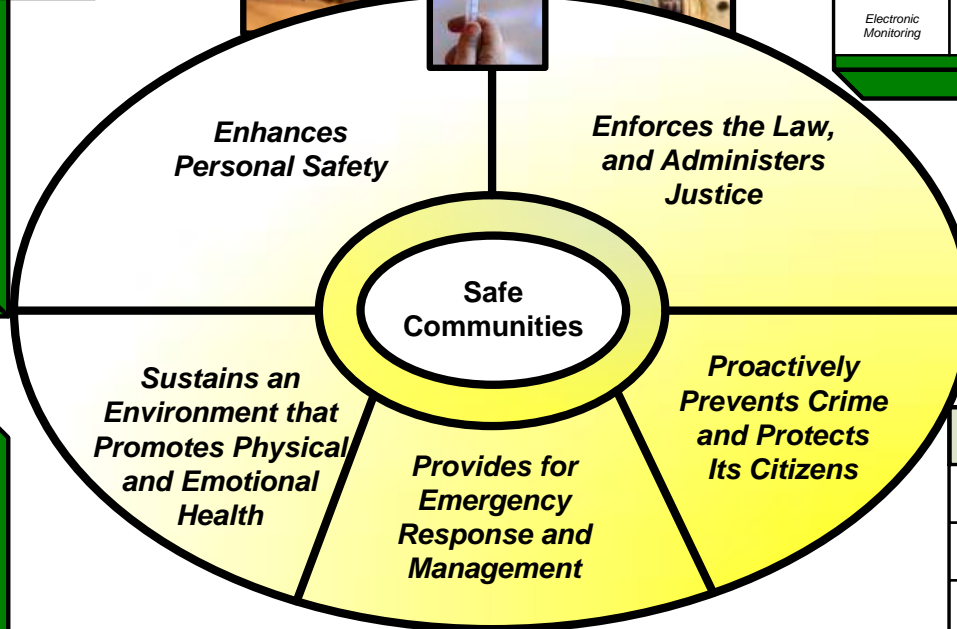 Electronic
Monitoring
Enhances
Personal Safety
Enforces the Law,
and Administers
Justice
Safe
Communities
Sustains an
Environment that
Promotes Physical
and Emotional
Health
Provides for
Emergency
Response and
Management
Proactively
Prevents Crime
and Protects
Its Citizens